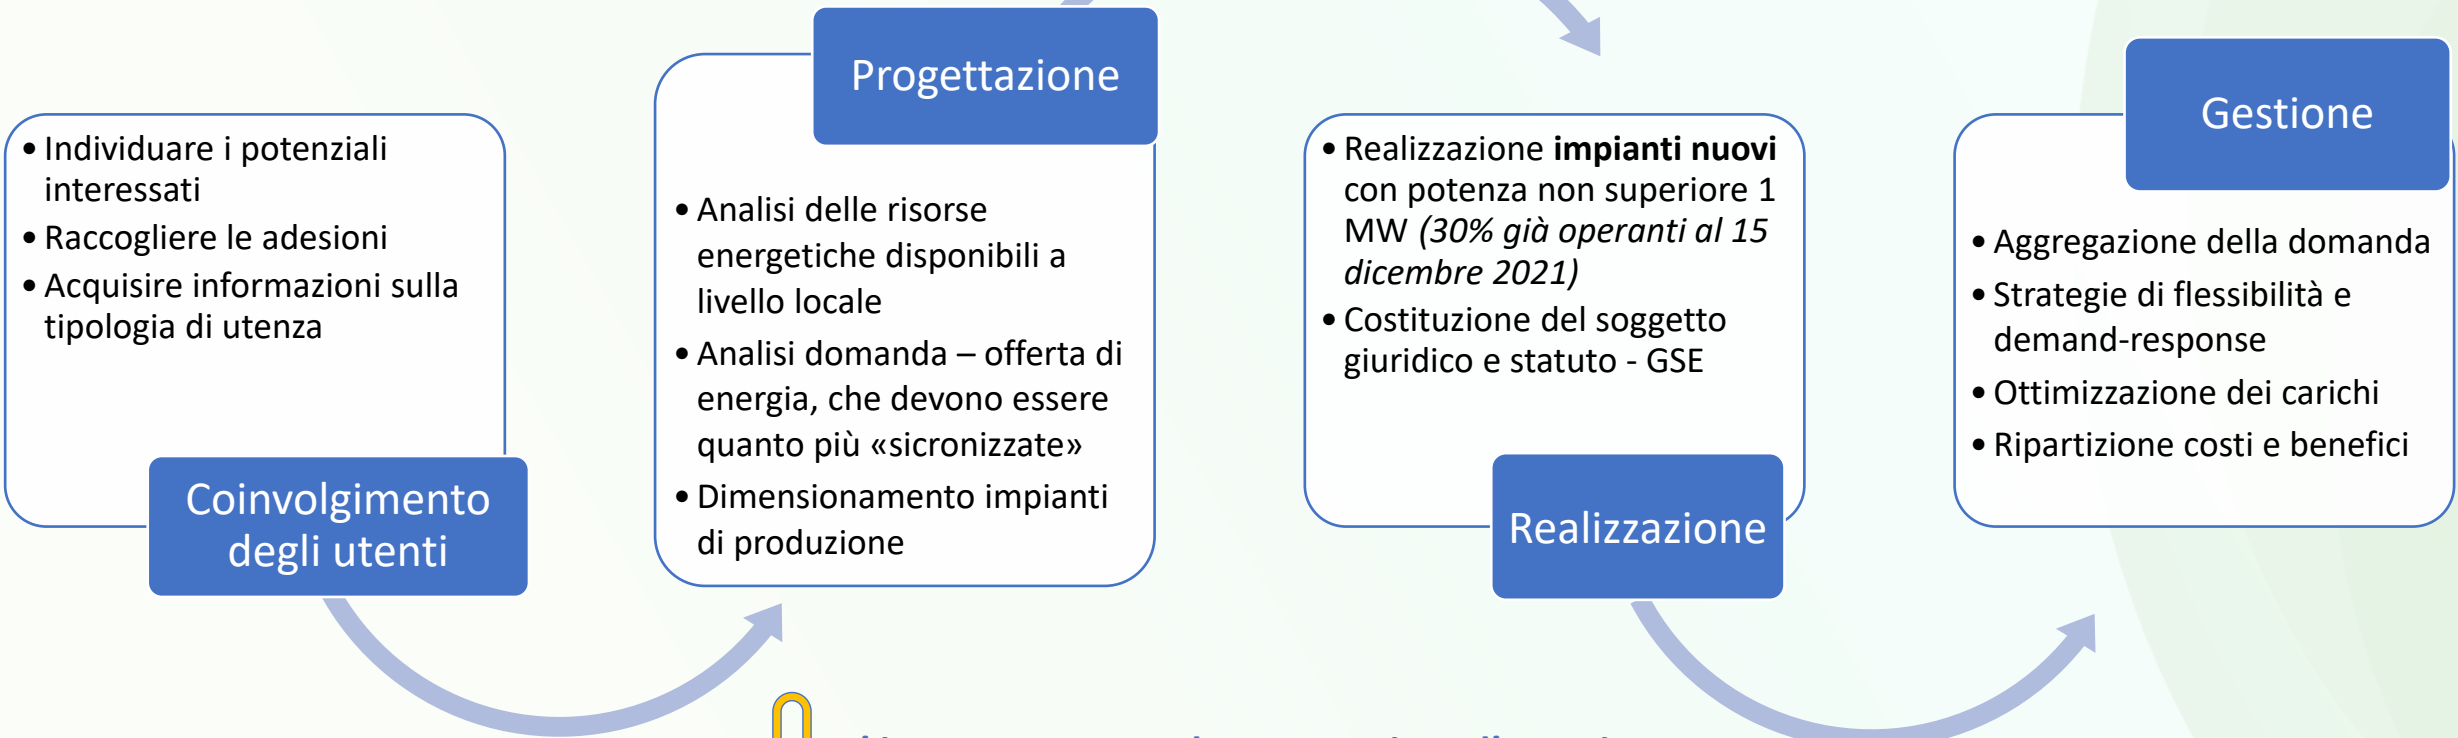 • Individuare i potenziali
interessati
• Raccogliere le adesioni
• Acquisire informazioni sulla
tipologia di utenza
Coinvolgimento
degli utenti
Progettazione
• Analisi delle risorse
energetiche disponibili a
livello locale
• Analisi domanda – offerta di
energia, che devono essere
quanto più «sicronizzate»
• Dimensionamento impianti
di produzione
• Realizzazione impianti nuovi
con potenza non superiore 1
MW (30% già operanti al 15
dicembre 2021)
• Costituzione del soggetto
giuridico e statuto - GSE
Realizzazione
Gestione
• Aggregazione della domanda
• Strategie di flessibilità e
demand-response
• Ottimizzazione dei carichi
• Ripartizione costi e benefici